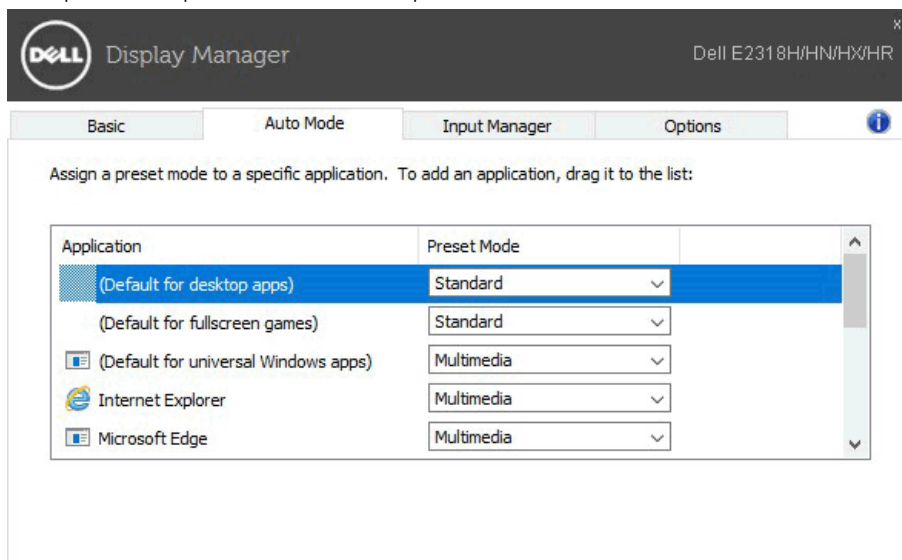 x
DELL Display Manager Dell E2318H/HN/HX/HR
Basic Auto Mode Input Manager Options
Assign a preset mode to a specific application. To add an application, drag it to the list:
Application Preset Mode
(Default for desktop apps) Standard
(Default for fullscreen games) Standard
(Default for universal Windows apps) Multimedia
Internet Explorer Multimedia
Microsoft Edge Multimedia